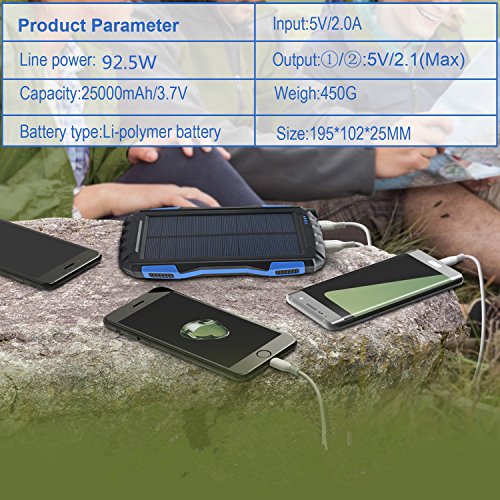 Product Parameter
Input:5V/2.0A
Line power: 92.5W
Output:①/②:5V/2.1(Max)
Capacity:25000mAh/3.7V
Weigh:450G
Battery type:Li-polymer battery
Size:195*102*25MM